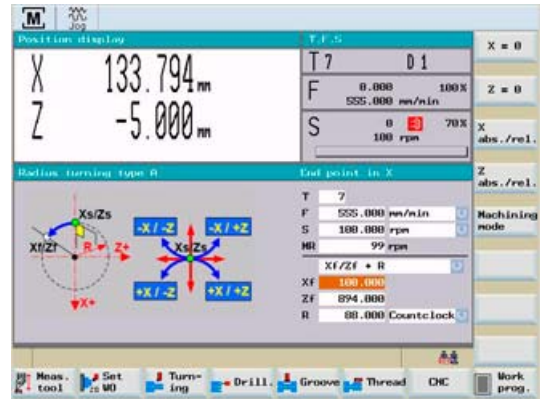 M
Jog
Position display
X 133.794 mm
Z -5.000 mm
T,F,S
T 7 D 1
F 0.000 100%
555.000 mm/min
S 0 70%
100 rpm
X = 0
Z = 0
X abs./rel.
Z abs./rel.
Machining mode
Radius turning type A
Xs/Zs
Xf/Zf R Z+
X+
-X / -Z -X / +Z
Xs/Zs
+X / -Z +X / +Z
End point in X
T 7
F 555.000 mm/min
S 100.000 rpm
MR 99 rpm
Xf/Zf + R
Xf 100.000
Zf 894.000
R 88.000 Counteclock
Meas. tool
Set WO
Turn-ing
Drill.
Groove
Thread
CNC
Work prog.